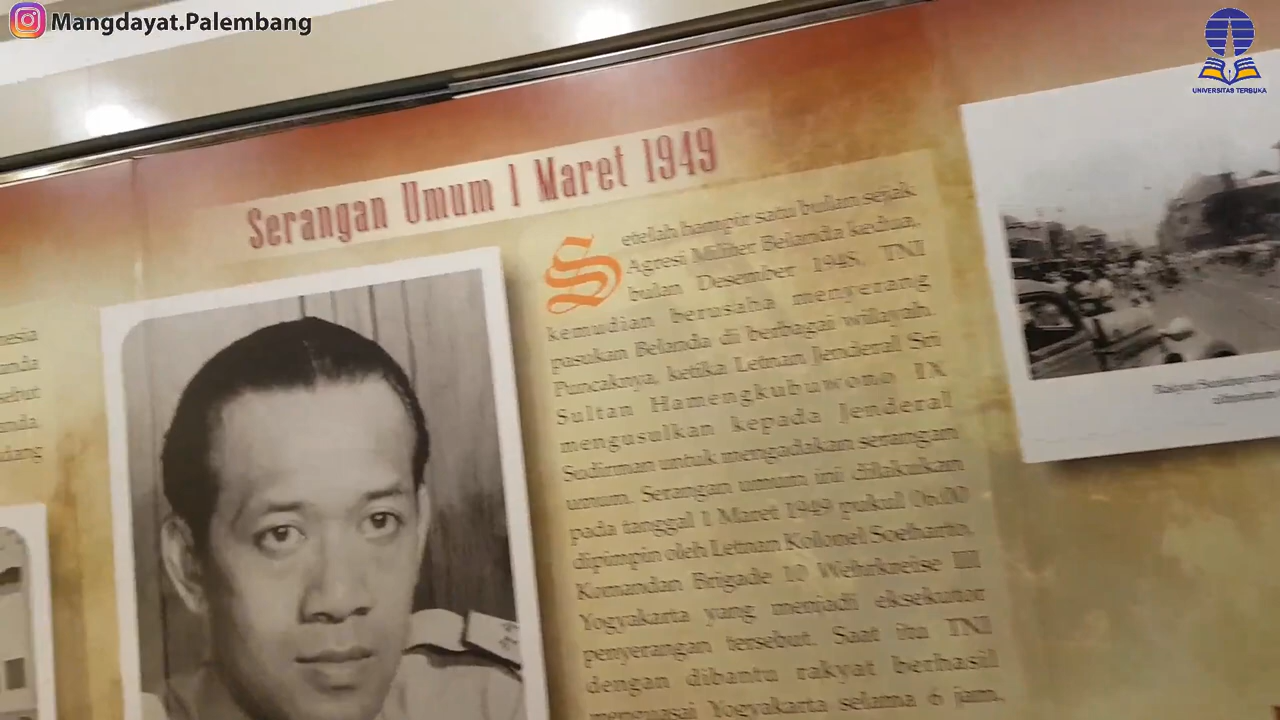 Mangdayat.Palembang
UNIVERSITAS TERBUKA
Serangan Umum 1 Maret 1949
Setelah hampir satu bulan sejak
Agresi Militer Belanda kedua,
bulan Desember 1948, TNI
kemudian berusaha menyerang
pasukan Belanda di berbagai willayah.
Puncaknya, ketika Letnan Jenderal Sri
Sultan Hamengkubuwono IX
mengusulkan kepada Jenderal
Sudirman untuk mengadakan serangan
umum. Serangan umum ini dilakukan
pada tanggal 1 Maret 1949 pukul 06.00
dipimpin oleh Letnan Kolonel Soeharto,
Komandan Brigade 10 Wehrkreise III
Yogyakarta yang menjadi eksekutor
penyerangan tersebut. Saat itu TNI
dengan dibantu rakyat berhasil
menguasai Yogyakarta selama 6 jam.